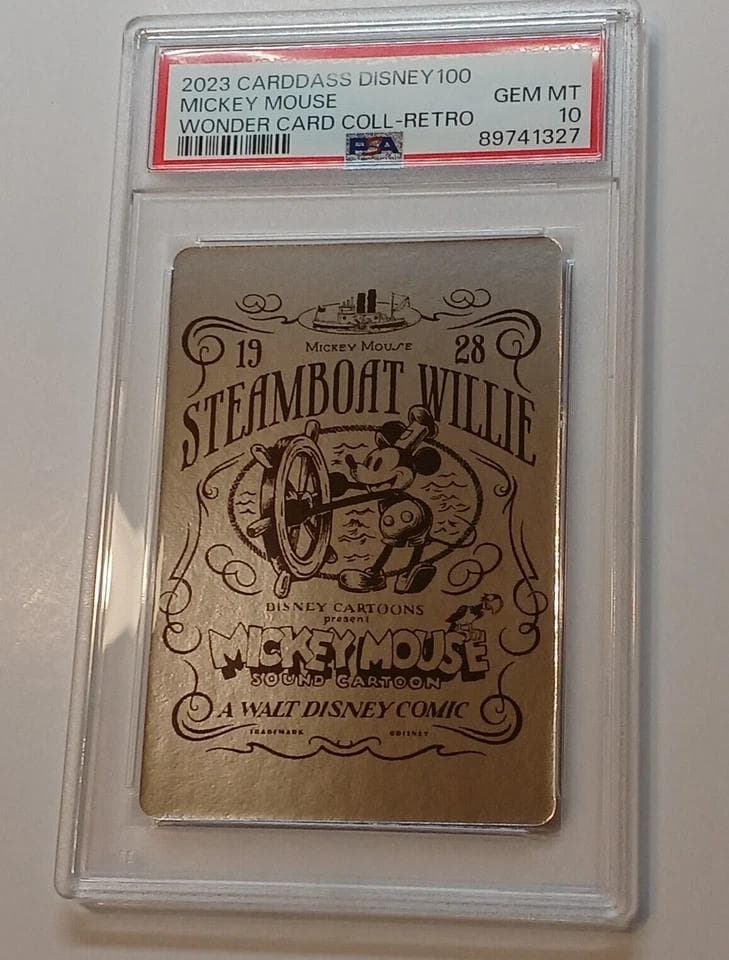 2023 CARDDASS DISNEY100
MICKEY MOUSE
GEM MT
WONDER CARD COLL-RETRO
10
PSA
89741327
19
MICKEY MOUSE
28
STEAMBOAT WILLIE
DISNEY CARTOONS
present
MICKEY MOUSE
SOUND CARTOON
A WALT DISNEY COMIC
TRADEMARK
©DISNEY